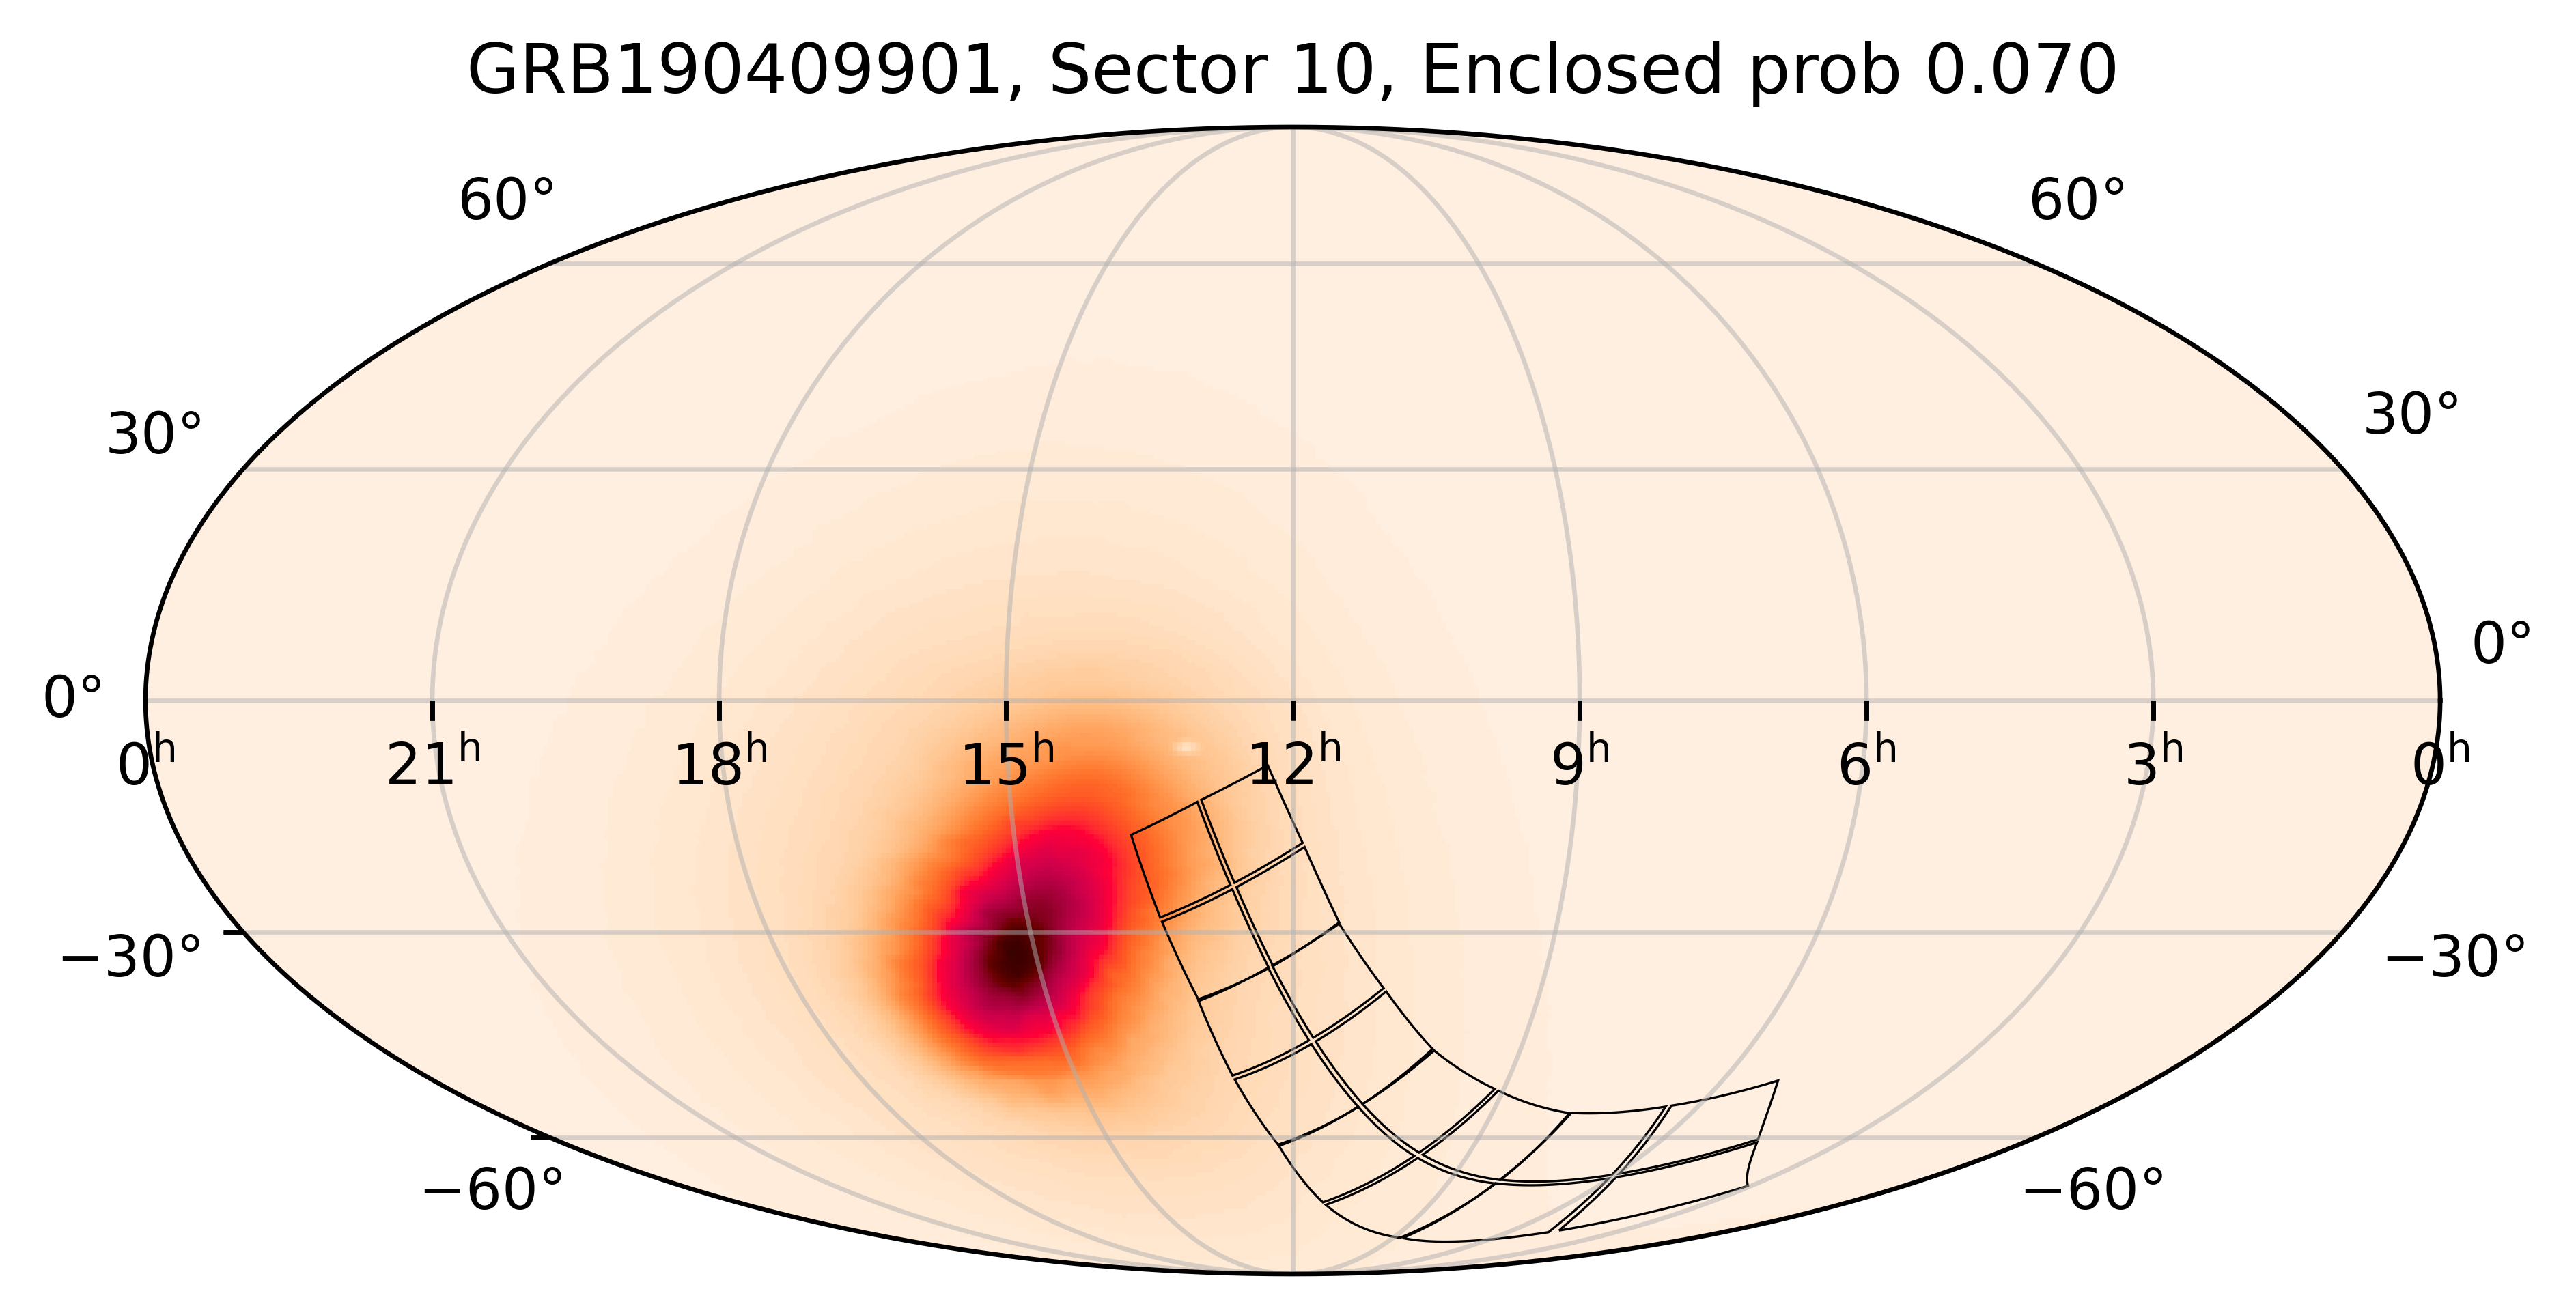 GRB190409901, Sector 10, Enclosed prob 0.070
60° 60°
30° 30°
0° 0°
0ʰ 21ʰ 18ʰ 15ʰ 12ʰ 9ʰ 6ʰ 3ʰ 0ʰ
−30° −30°
−60° −60°